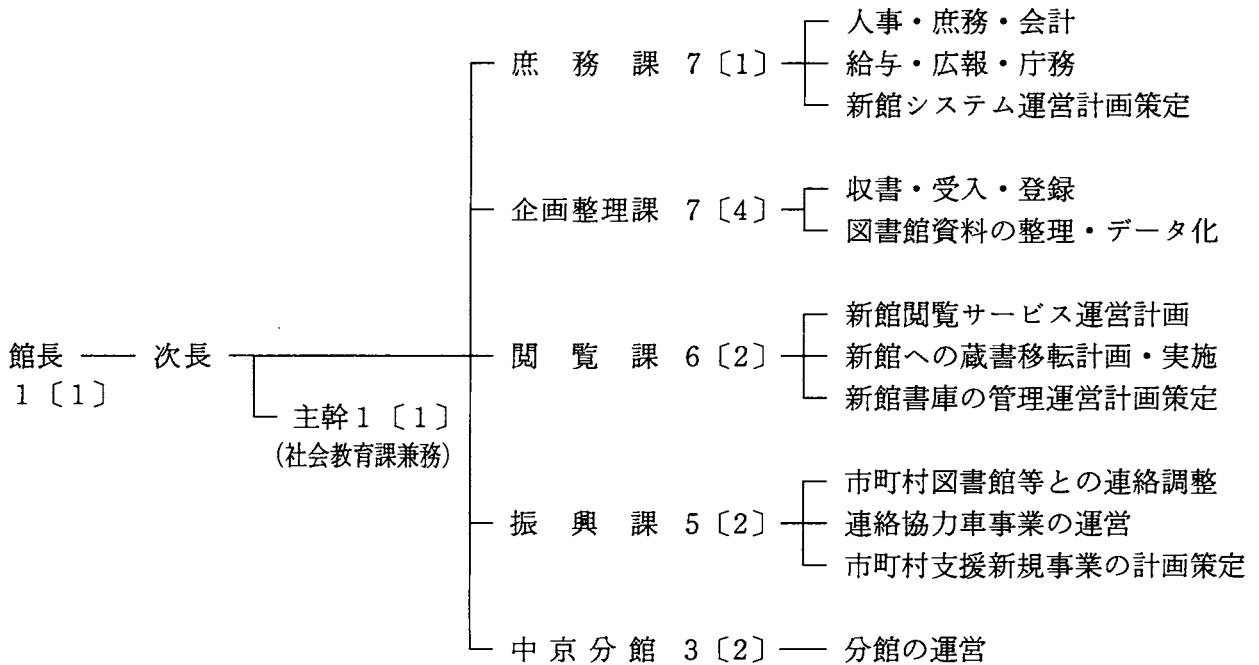 人事・庶務・会計
庶務課 7〔1〕 給与・広報・庁務
新館システム運営計画策定
収書・受入・登録
企画整理課 7〔4〕
図書館資料の整理・データ化
新館閲覧サービス運営計画
館長 次長 閲覧課 6〔2〕 新館への蔵書移転計画・実施
1〔1〕
新館書庫の管理運営計画策定
主幹1〔1〕
(社会教育課兼務)
市町村図書館等との連絡調整
振興課 5〔2〕 連絡協力車事業の運営
市町村支援新規事業の計画策定
中京分館 3〔2〕 分館の運営